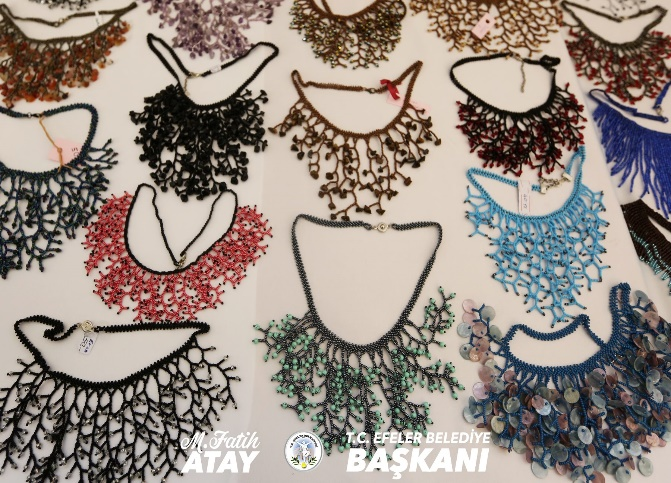 M. Fatih
ATAY
T.C. EFELER BELEDİYE
BAŞKANI